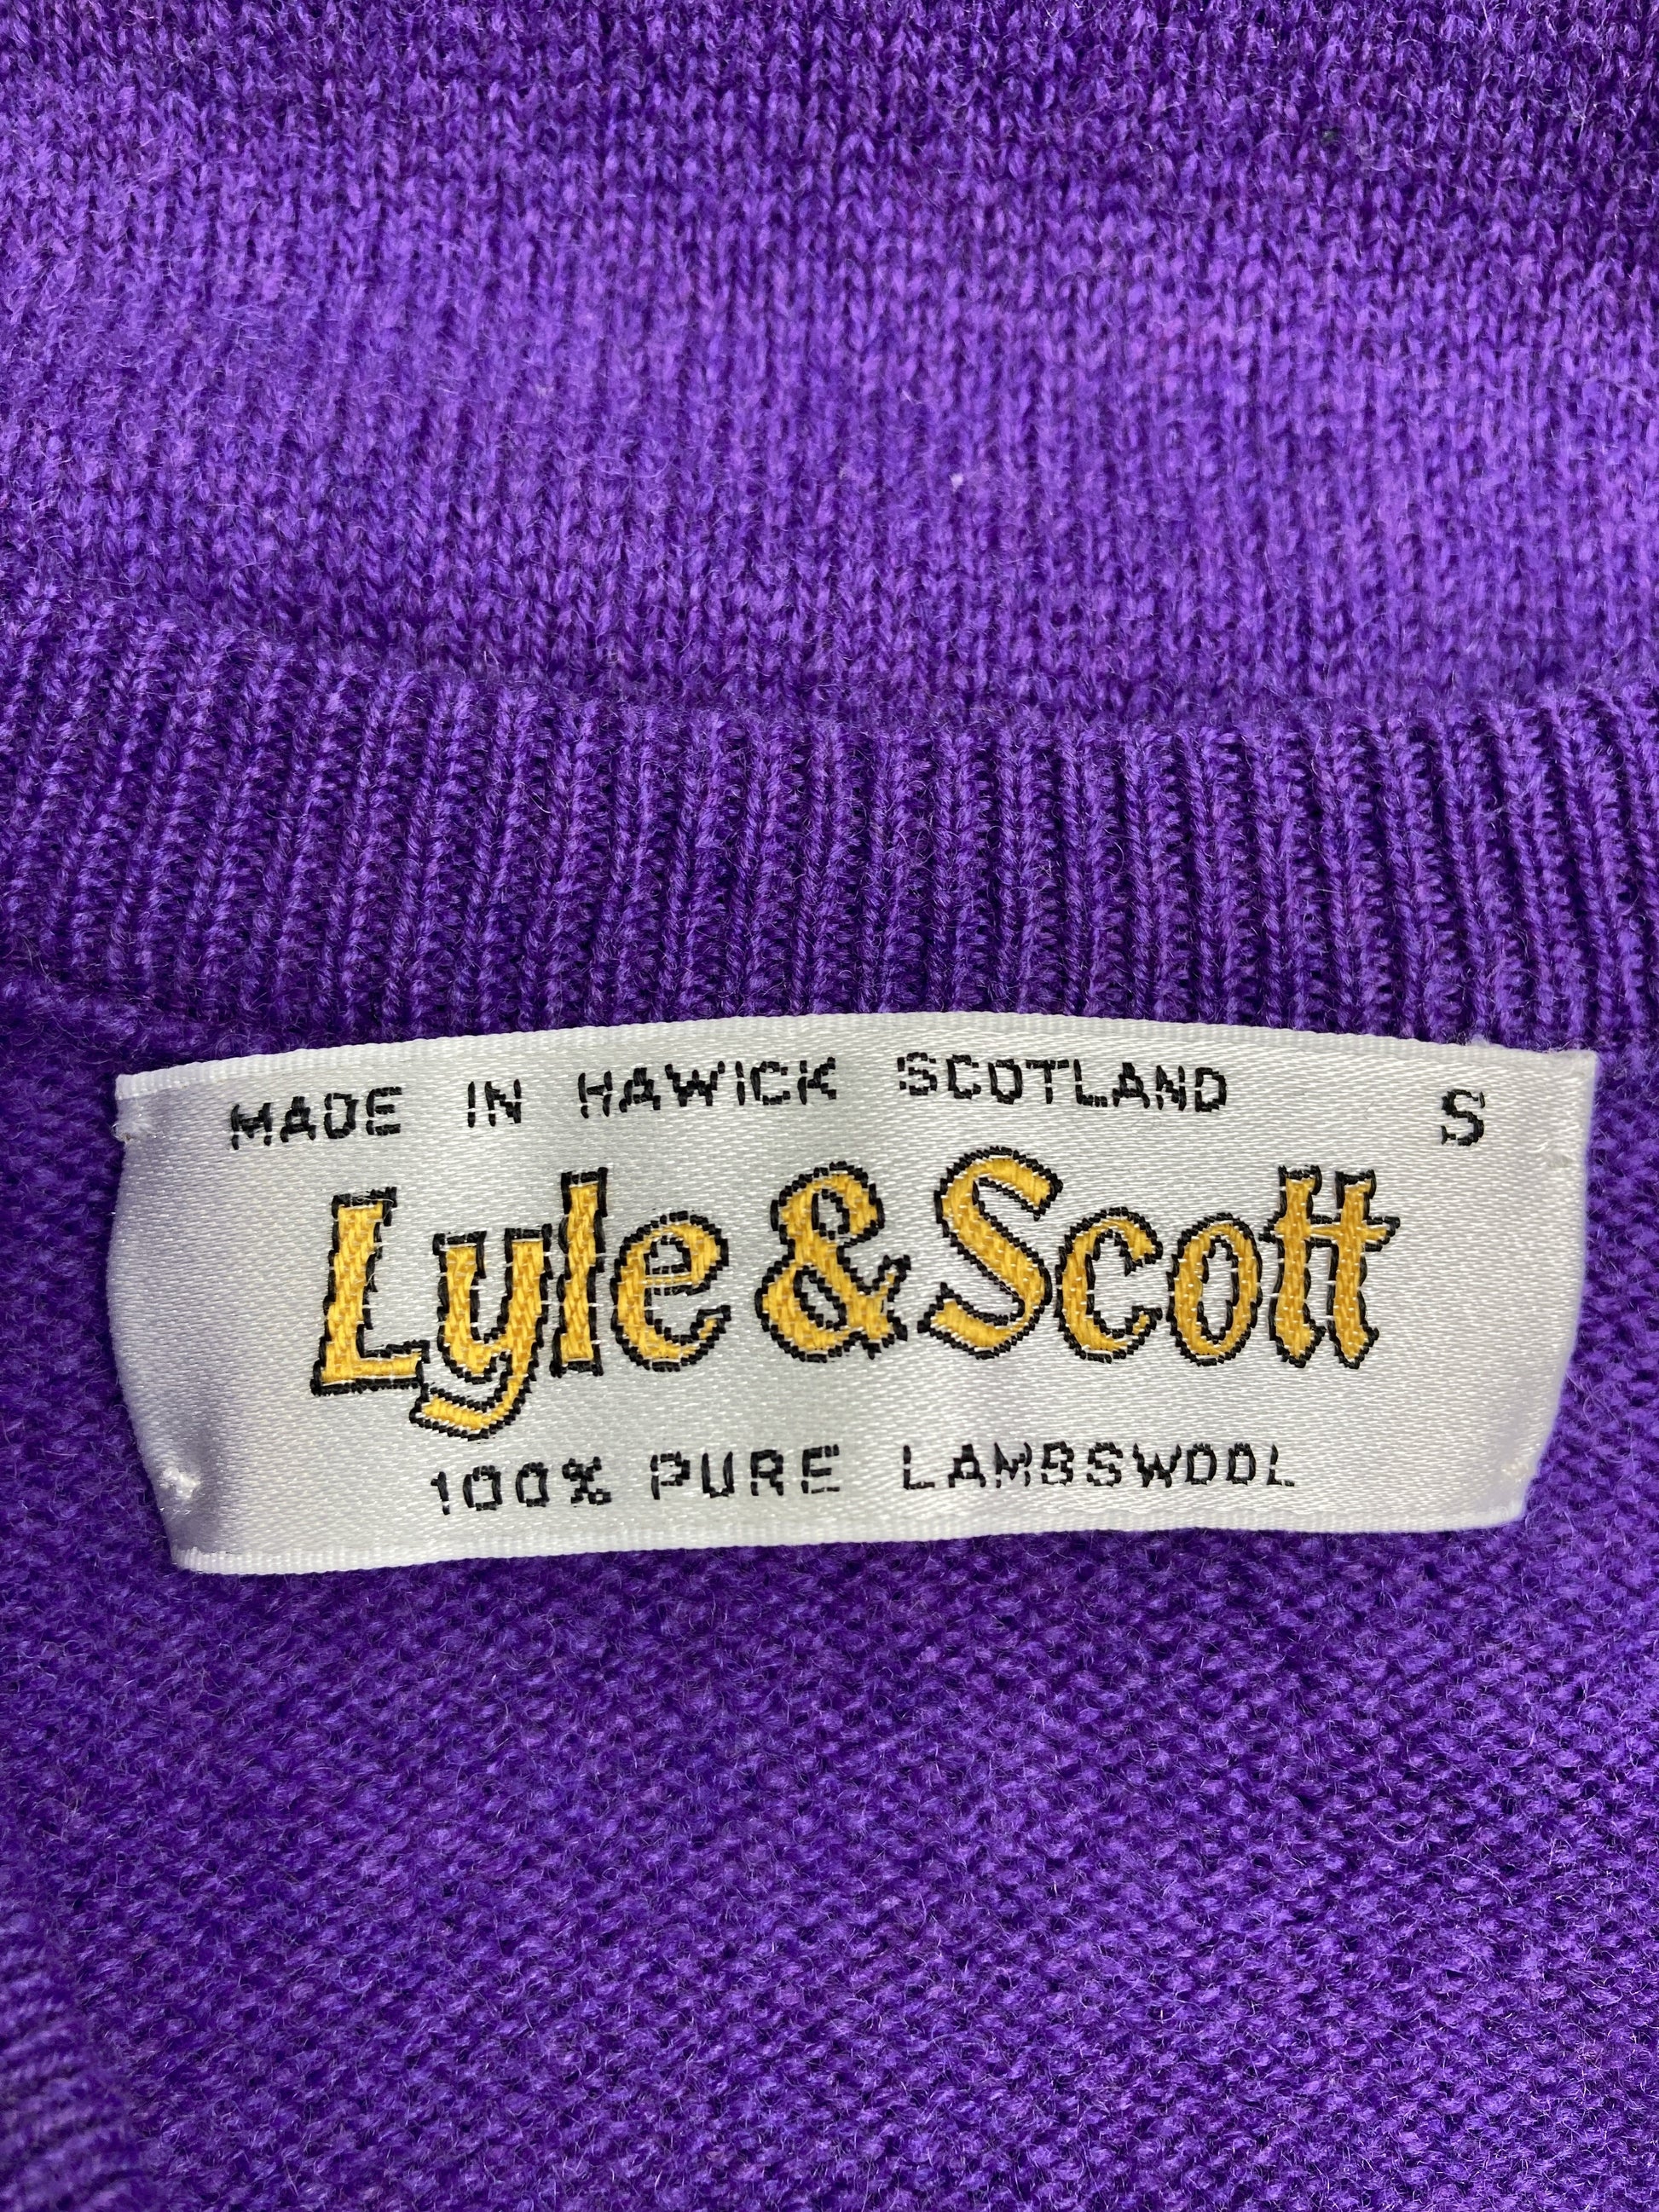 MADE IN HAWICK SCOTLAND S
Lyle & Scott
100% PURE LAMBSWOOL